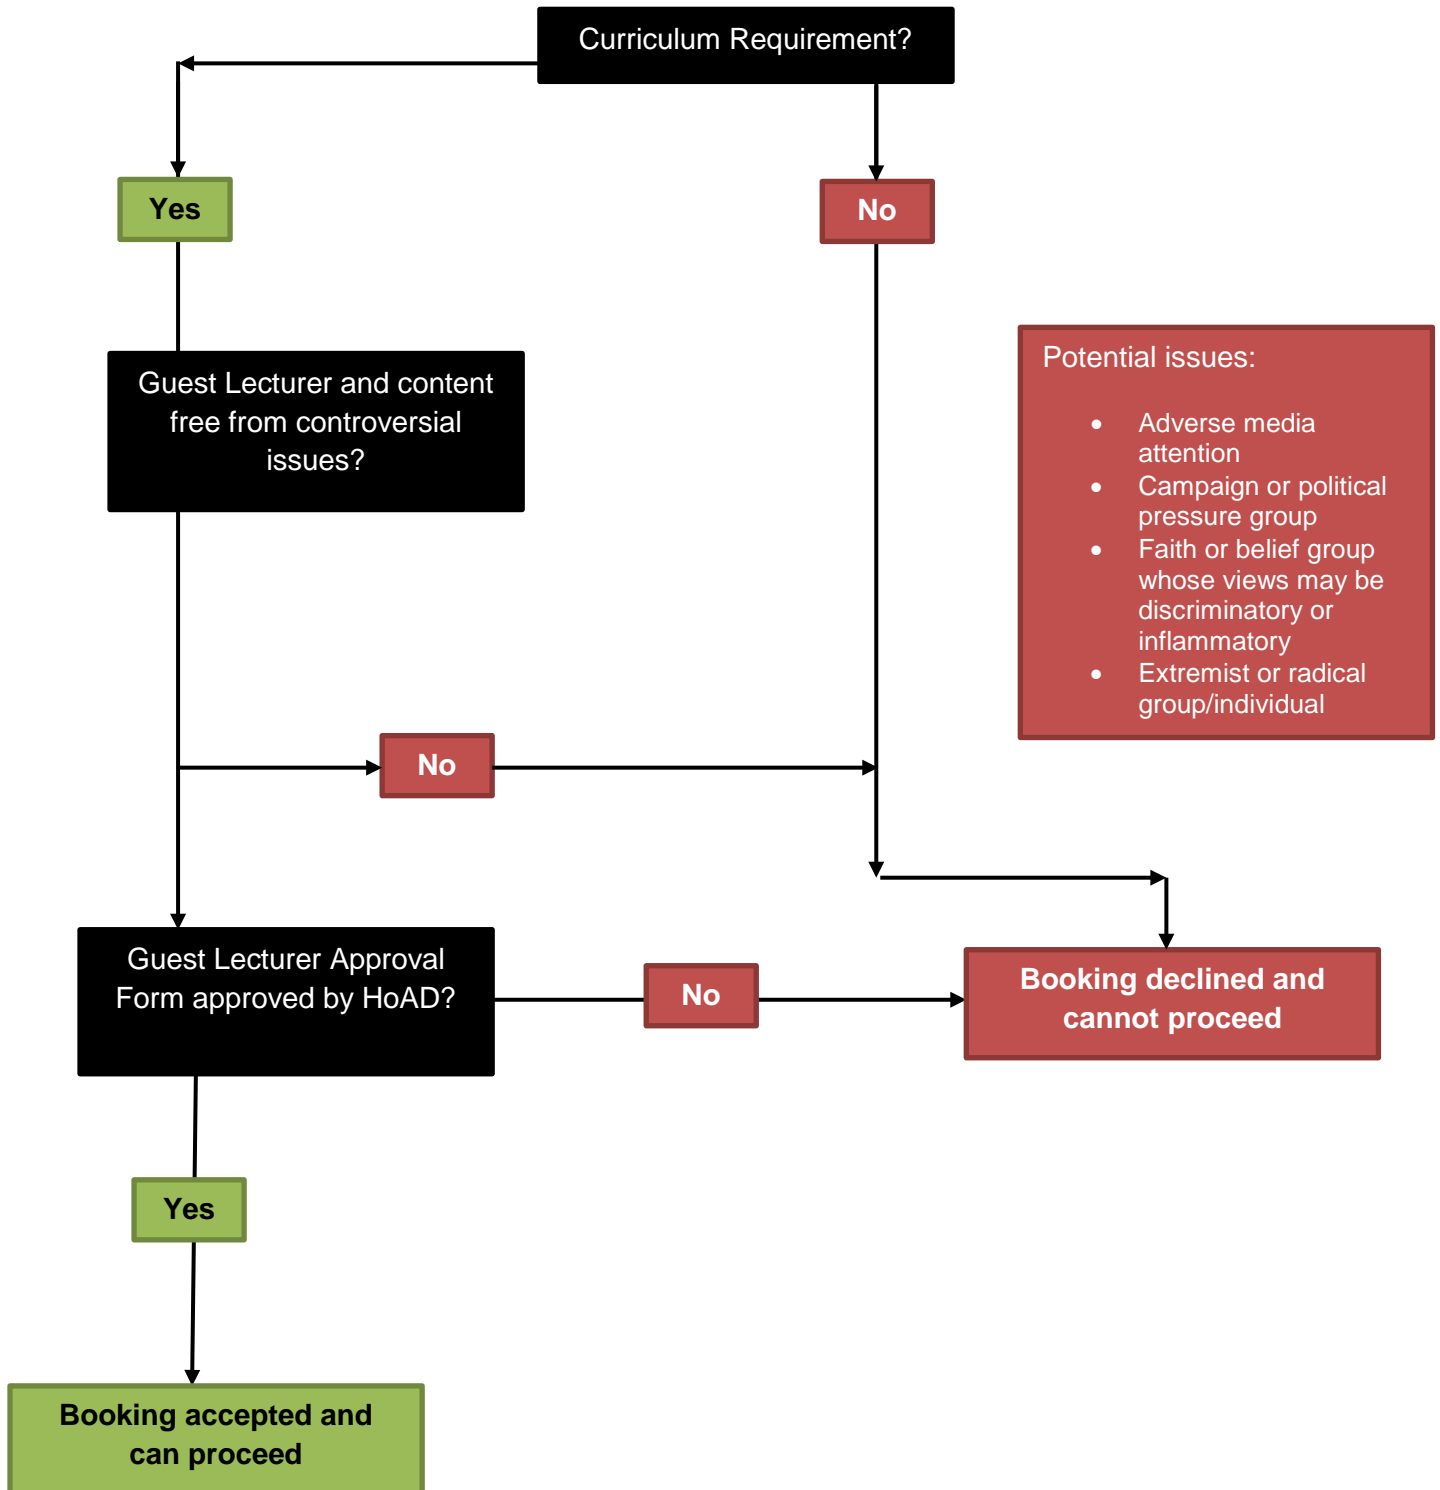 Curriculum Requirement?
Yes
No
Guest Lecturer and content
free from controversial
issues?
Potential issues:
• Adverse media
attention
• Campaign or political
pressure group
• Faith or belief group
whose views may be
discriminatory or
inflammatory
• Extremist or radical
group/individual
No
Guest Lecturer Approval
Form approved by HoAD?
No
Booking declined and
cannot proceed
Yes
Booking accepted and
can proceed